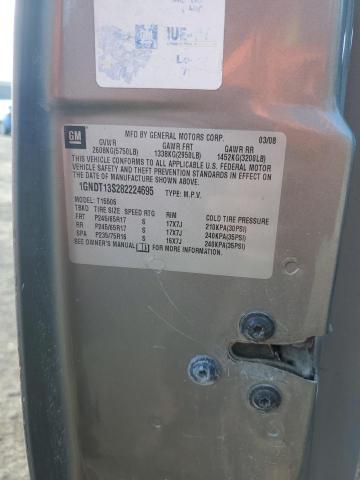 GM
MFD. BY GENERAL MOTORS CORP. 03/08
GVWR GAWR FRT GAWR RR
2608KG(5750LB) 1338KG(2950LB) 1452KG(3200LB)
THIS VEHICLE CONFORMS TO ALL APPLICABLE U.S. FEDERAL MOTOR
VEHICLE SAFETY AND THEFT PREVENTION STANDARDS IN EFFECT ON
THE DATE OF MANUFACTURE SHOWN ABOVE.
1GNDT13S282224695 TYPE: M.P.V.
MODEL: T15506
TBKD TIRE SIZE SPEED RTG RIM COLD TIRE PRESSURE
FRT P245/65R17 S 17X7J 210KPA(30PSI)
RR P245/65R17 S 17X7J 240KPA(35PSI)
SPA P235/75R16 S 16X7J 240KPA(35PSI)
SEE OWNER'S MANUAL FOR MORE INFORMATION.